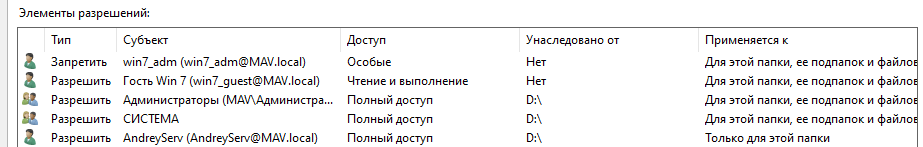 Элементы разрешений:
Тип Субъект Доступ Унаследовано от Применяется к
Запретить win7_adm (win7_adm@MAV.local) Особые Нет Для этой папки, ее подпапок и файлов
Разрешить Гость Win 7 (win7_guest@MAV.local) Чтение и выполнение Нет Для этой папки, ее подпапок и файлов
Разрешить Администраторы (MAV\Администра... Полный доступ D:\ Для этой папки, ее подпапок и файлов
Разрешить СИСТЕМА Полный доступ D:\ Для этой папки, ее подпапок и файлов
Разрешить AndreyServ (AndreyServ@MAV.local) Полный доступ D:\ Только для этой папки